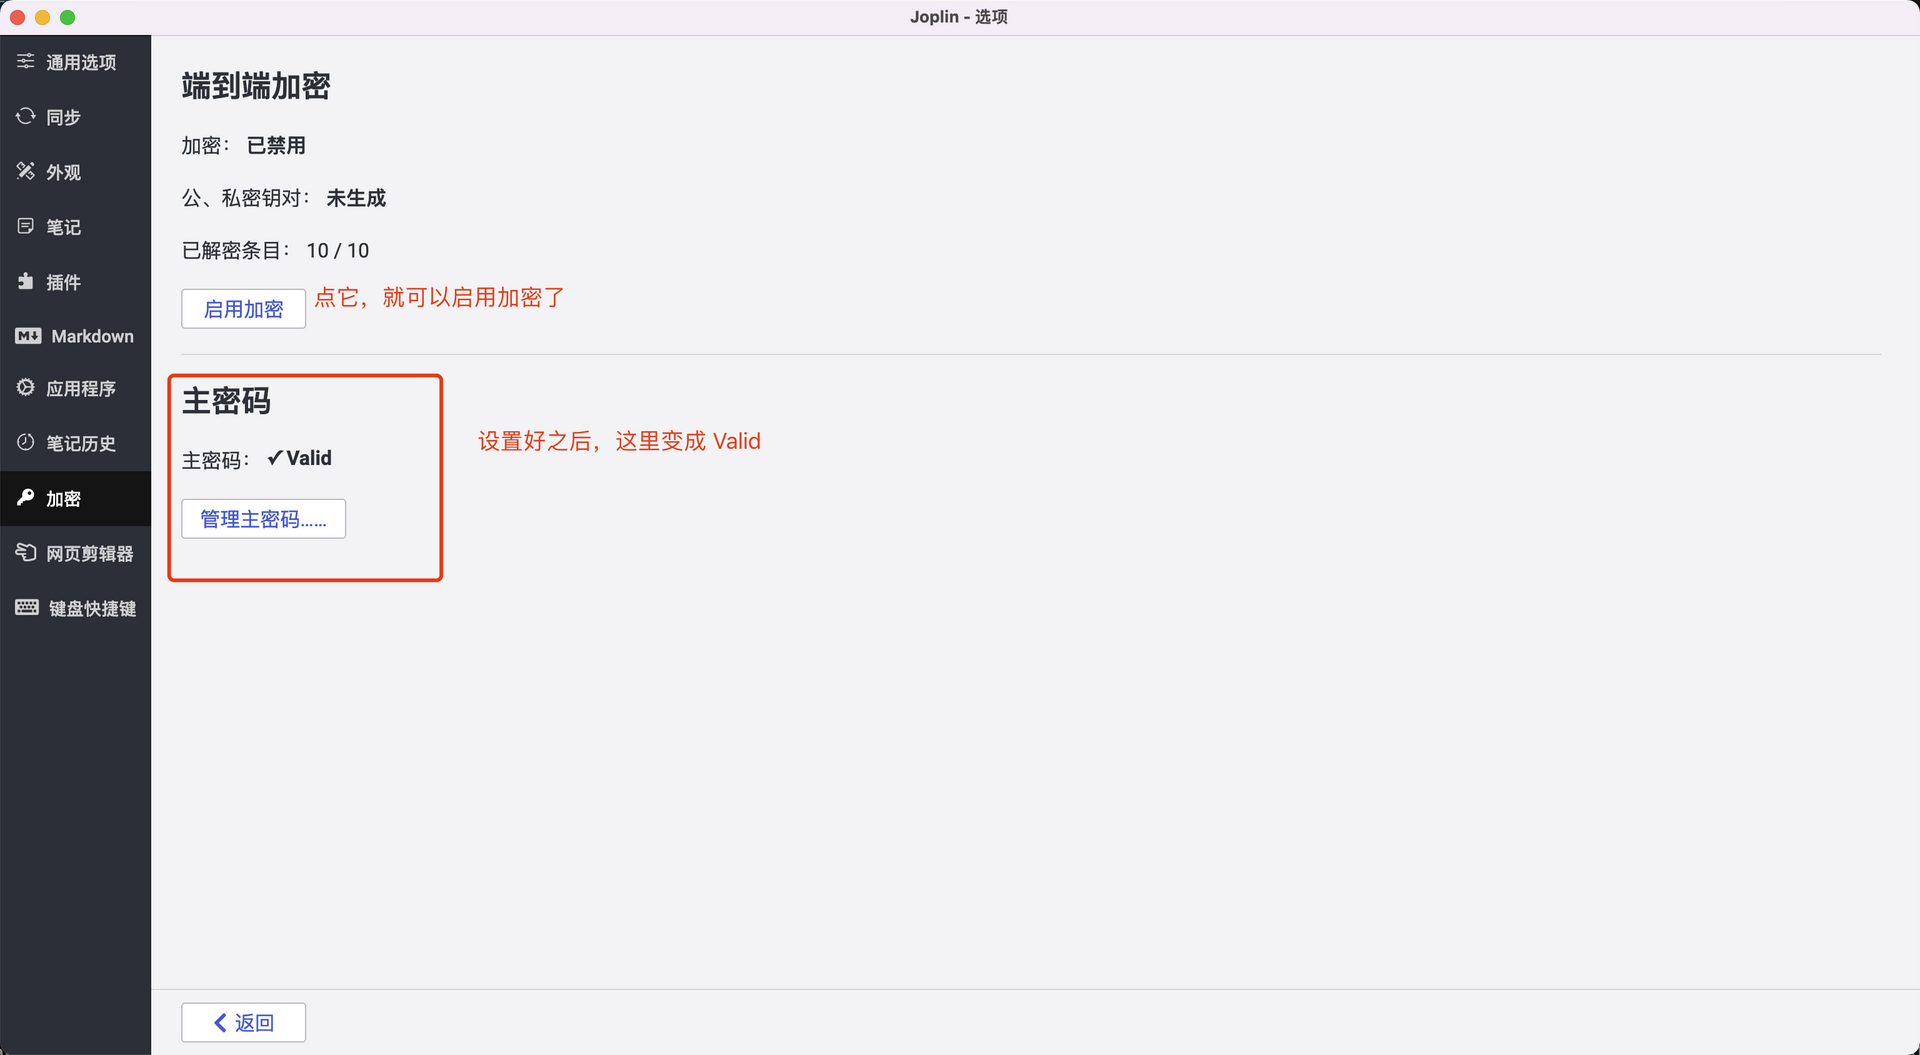 Joplin - 选项
通用选项
同步
外观
笔记
插件
Markdown
应用程序
笔记历史
加密
网页剪辑器
键盘快捷键
端到端加密
加密： 已禁用
公、私密钥对： 未生成
已解密条目： 10 / 10
启用加密
点它，就可以启用加密了
主密码
主密码： ✓Valid
设置好之后，这里变成 Valid
管理主密码……
返回